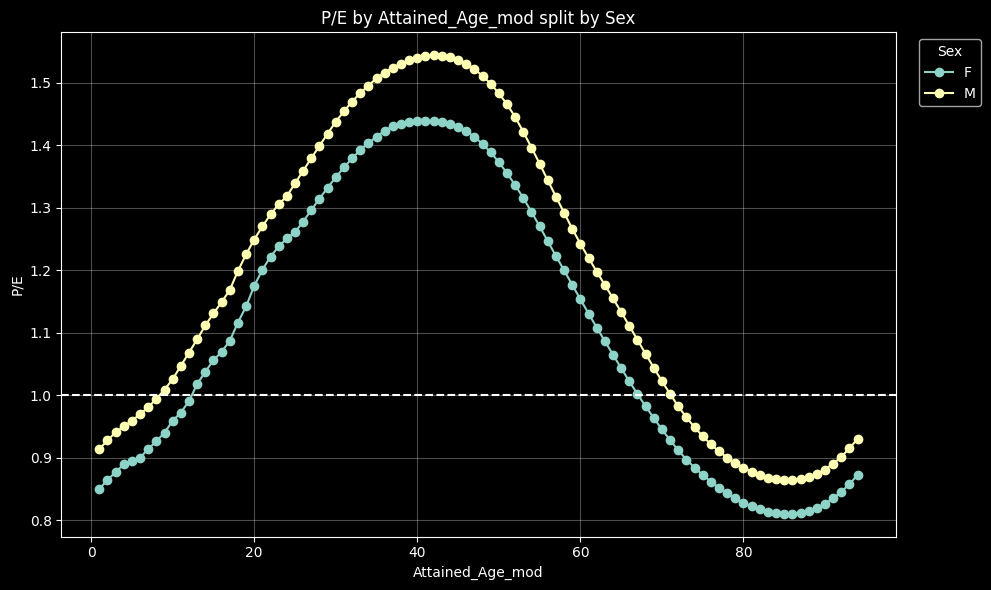 P/E by Attained_Age_mod split by Sex
Sex
F
M
P/E
1.5
1.4
1.3
1.2
1.1
1.0
0.9
0.8
0
20
40
60
80
Attained_Age_mod